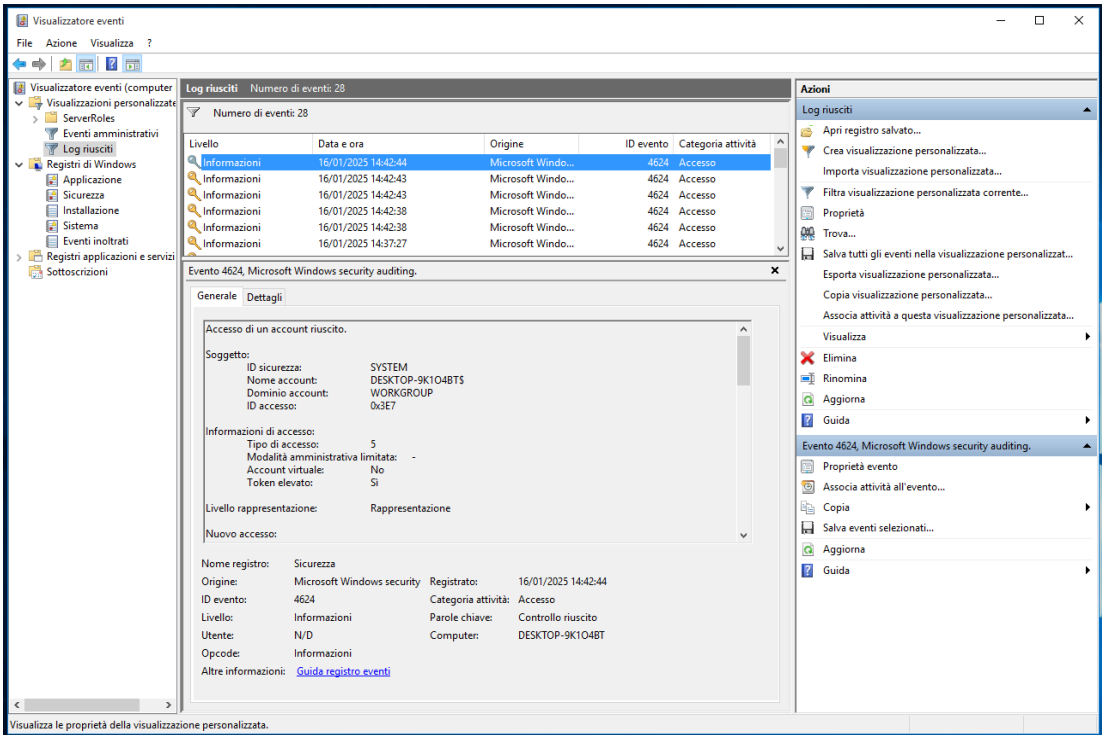 Visualizzatore eventi
File Azione Visualizza ?
Visualizzatore eventi (computer
Visualizzazioni personalizzate
ServerRoles
Eventi amministrativi
Log riusciti
Registri di Windows
Applicazione
Sicurezza
Installazione
Sistema
Eventi inoltrati
Registri applicazioni e servizi
Sottoscrizioni
Log riusciti Numero di eventi: 28
Numero di eventi: 28
Livello Data e ora Origine ID evento Categoria attività
Informazioni 16/01/2025 14:42:44 Microsoft Windo... 4624 Accesso
Informazioni 16/01/2025 14:42:43 Microsoft Windo... 4624 Accesso
Informazioni 16/01/2025 14:42:43 Microsoft Windo... 4624 Accesso
Informazioni 16/01/2025 14:42:38 Microsoft Windo... 4624 Accesso
Informazioni 16/01/2025 14:42:38 Microsoft Windo... 4624 Accesso
Informazioni 16/01/2025 14:37:27 Microsoft Windo... 4624 Accesso
Evento 4624, Microsoft Windows security auditing.
Generale Dettagli
Accesso di un account riuscito.
Soggetto:
ID sicurezza: SYSTEM
Nome account: DESKTOP-9K1O4BT$
Dominio account: WORKGROUP
ID accesso: 0x3E7
Informazioni di accesso:
Tipo di accesso: 5
Modalità amministrativa limitata: -
Account virtuale: No
Token elevato: Sì
Livello rappresentazione: Rappresentazione
Nuovo accesso:
Nome registro: Sicurezza
Origine: Microsoft Windows security Registrato: 16/01/2025 14:42:44
ID evento: 4624 Categoria attività: Accesso
Livello: Informazioni Parole chiave: Controllo riuscito
Utente: N/D Computer: DESKTOP-9K1O4BT
Opcode: Informazioni
Altre informazioni: Guida registro eventi
Azioni
Log riusciti
Apri registro salvato...
Crea visualizzazione personalizzata...
Importa visualizzazione personalizzata...
Filtra visualizzazione personalizzata corrente...
Proprietà
Trova...
Salva tutti gli eventi nella visualizzazione personalizzat...
Esporta visualizzazione personalizzata...
Copia visualizzazione personalizzata...
Associa attività a questa visualizzazione personalizzata...
Visualizza
Elimina
Rinomina
Aggiorna
Guida
Evento 4624, Microsoft Windows security auditing.
Proprietà evento
Associa attività all'evento...
Copia
Salva eventi selezionati...
Aggiorna
Guida
Visualizza le proprietà della visualizzazione personalizzata.